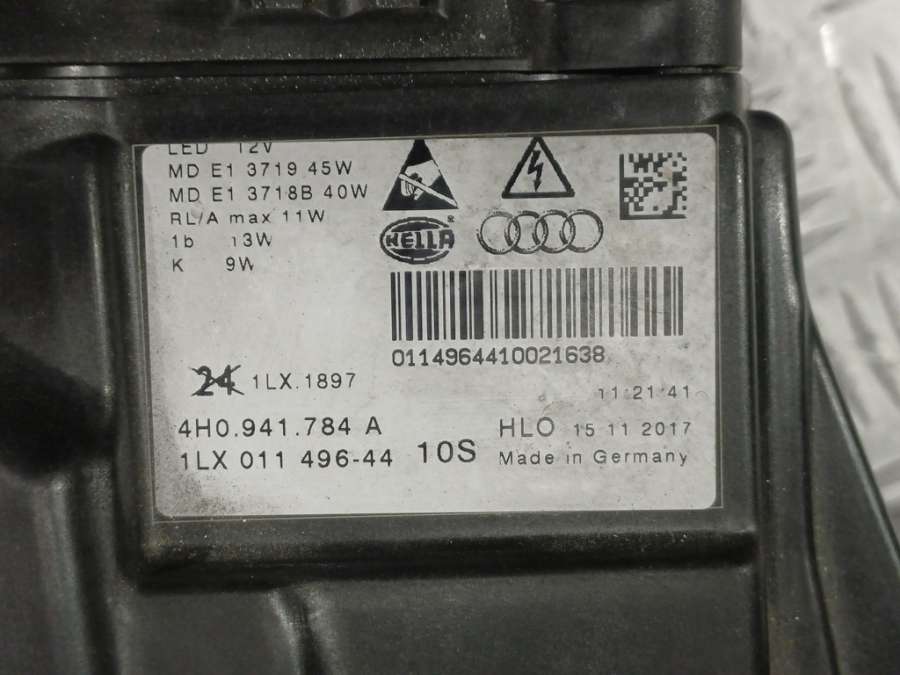 LED 12V
MD E1 3719 45W
MD E1 3718B 40W
RL/A max 11W
1b 13W
K 9W
HELLA ®
0114964410021638
24 1LX.1897
11:21:41
4H0.941.784 A
HLO 15 11 2017
1LX 011 496-44 10S
Made in Germany